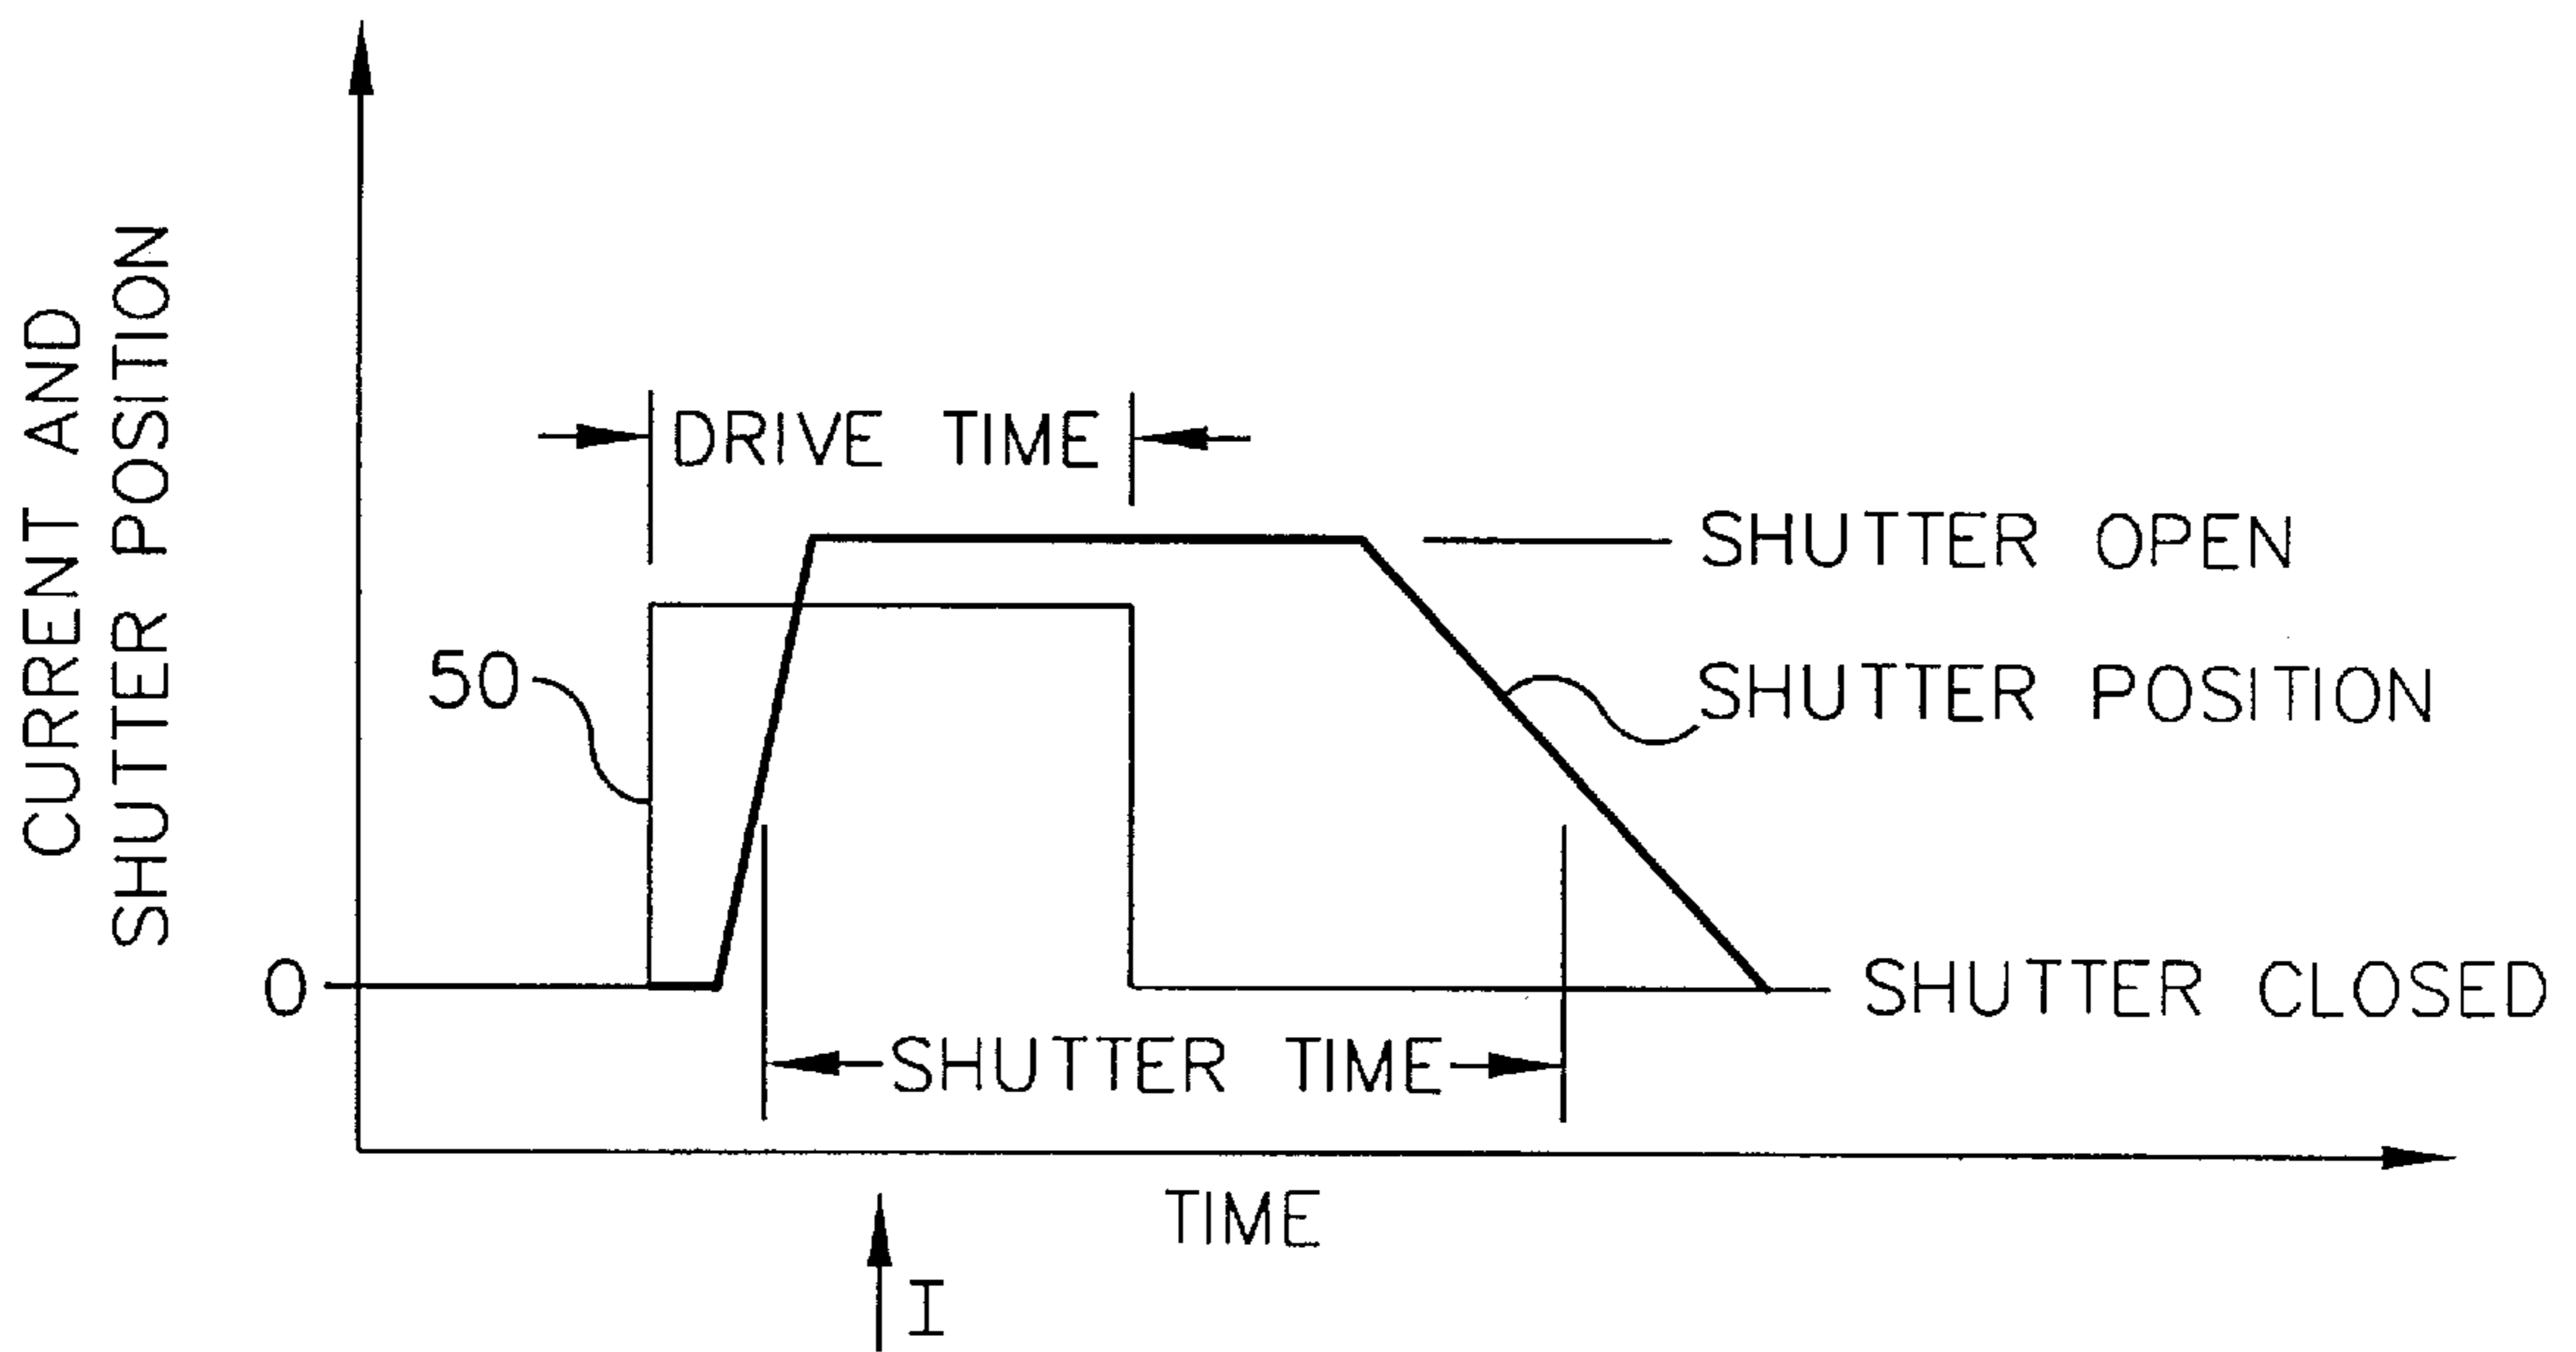 CURRENT AND
SHUTTER POSITION
DRIVE TIME
SHUTTER OPEN
50
SHUTTER POSITION
0
SHUTTER CLOSED
SHUTTER TIME
TIME
I